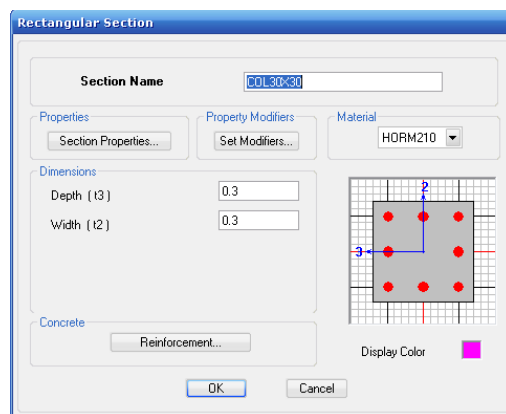 Rectangular Section
Section Name COL30X30
Properties Property Modifiers Material
Section Properties... Set Modifiers... HORM210
Dimensions
Depth (t3) 0.3
Width (t2) 0.3
2
3
Concrete
Reinforcement...
Display Color
OK Cancel